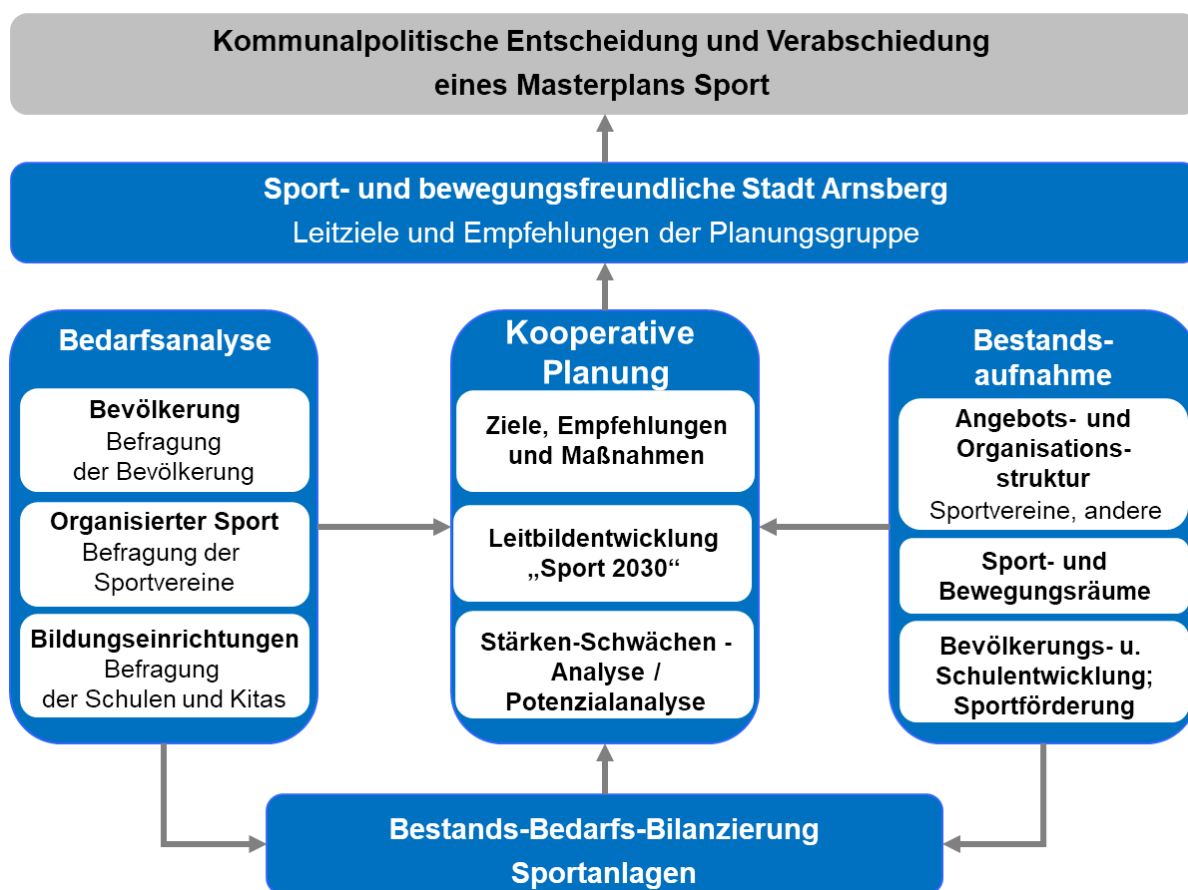 Kommunalpolitische Entscheidung und Verabschiedung
eines Masterplans Sport
Sport- und bewegungsfreundliche Stadt Arnsberg
Leitziele und Empfehlungen der Planungsgruppe
Bedarfsanalyse
Bevölkerung
Befragung
der Bevölkerung
Organisierter Sport
Befragung der
Sportvereine
Bildungseinrichtungen
Befragung
der Schulen und Kitas
Kooperative
Planung
Ziele, Empfehlungen
und Maßnahmen
Leitbildentwicklung
„Sport 2030“
Stärken-Schwächen -
Analyse /
Potenzialanalyse
Bestands-
aufnahme
Angebots- und
Organisations-
struktur
Sportvereine, andere
Sport- und
Bewegungsräume
Bevölkerungs- u.
Schulentwicklung;
Sportförderung
Bestands-Bedarfs-Bilanzierung
Sportanlagen